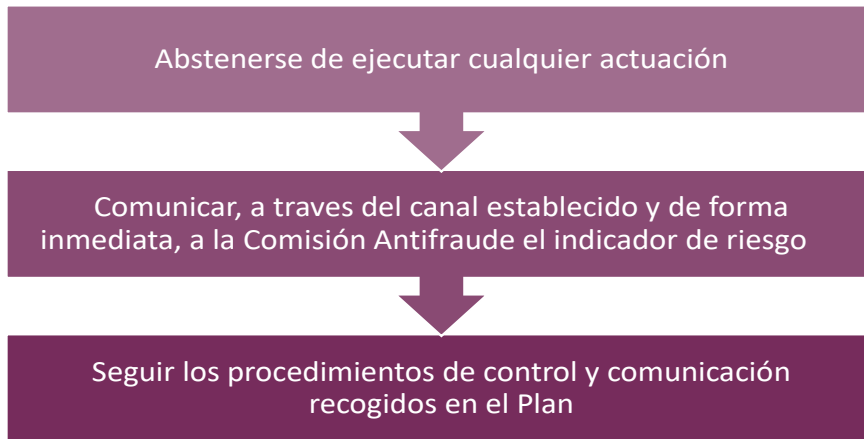 Abstenerse de ejecutar cualquier actuación
Comunicar, a traves del canal establecido y de forma
inmediata, a la Comisión Antifraude el indicador de riesgo
Seguir los procedimientos de control y comunicación
recogidos en el Plan